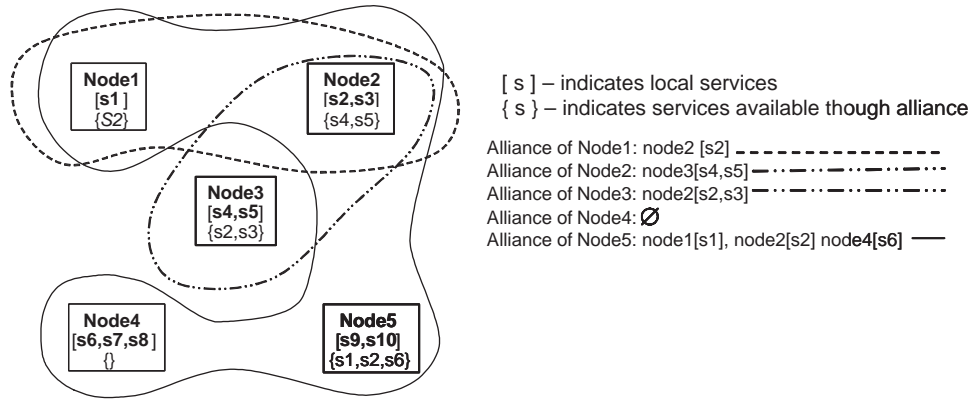 Node1
[s1]
{S2}
Node2
[s2,s3]
{s4,s5}
Node3
[s4,s5]
{s2,s3}
Node4
[s6,s7,s8]
{}
Node5
[s9,s10]
{s1,s2,s6}
[ s ] – indicates local services
{ s } – indicates services available though alliance
Alliance of Node1: node2 [s2]
Alliance of Node2: node3[s4,s5]
Alliance of Node3: node2[s2,s3]
Alliance of Node4: Ø
Alliance of Node5: node1[s1], node2[s2] node4[s6]